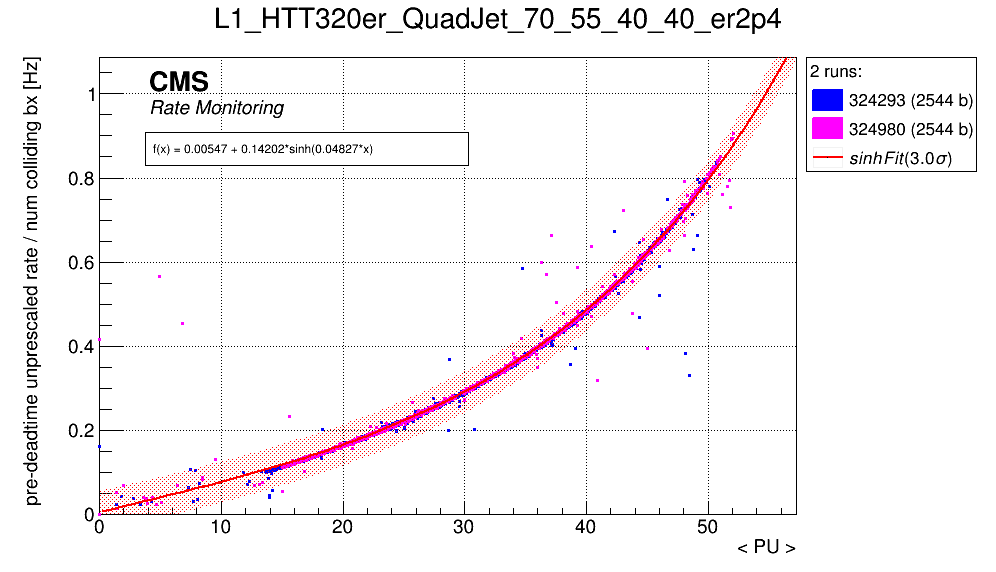 L1_HTT320er_QuadJet_70_55_40_40_er2p4
pre-deadtime unprescaled rate / num colliding bx [Hz]
CMS
Rate Monitoring
f(x) = 0.00547 + 0.14202*sinh(0.04827*x)
2 runs:
324293 (2544 b)
324980 (2544 b)
sinhFit(3.0σ)
1
0.8
0.6
0.4
0.2
0
0 10 20 30 40 50
< PU >